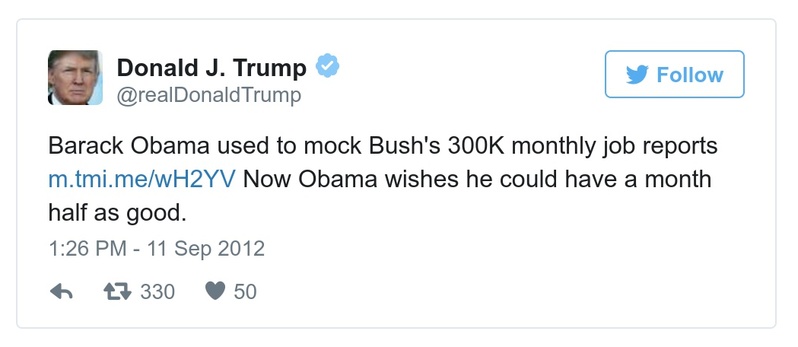 Donald J. Trump
@realDonaldTrump
Follow
Barack Obama used to mock Bush's 300K monthly job reports
m.tmi.me/wH2YV Now Obama wishes he could have a month
half as good.
1:26 PM - 11 Sep 2012
330 50